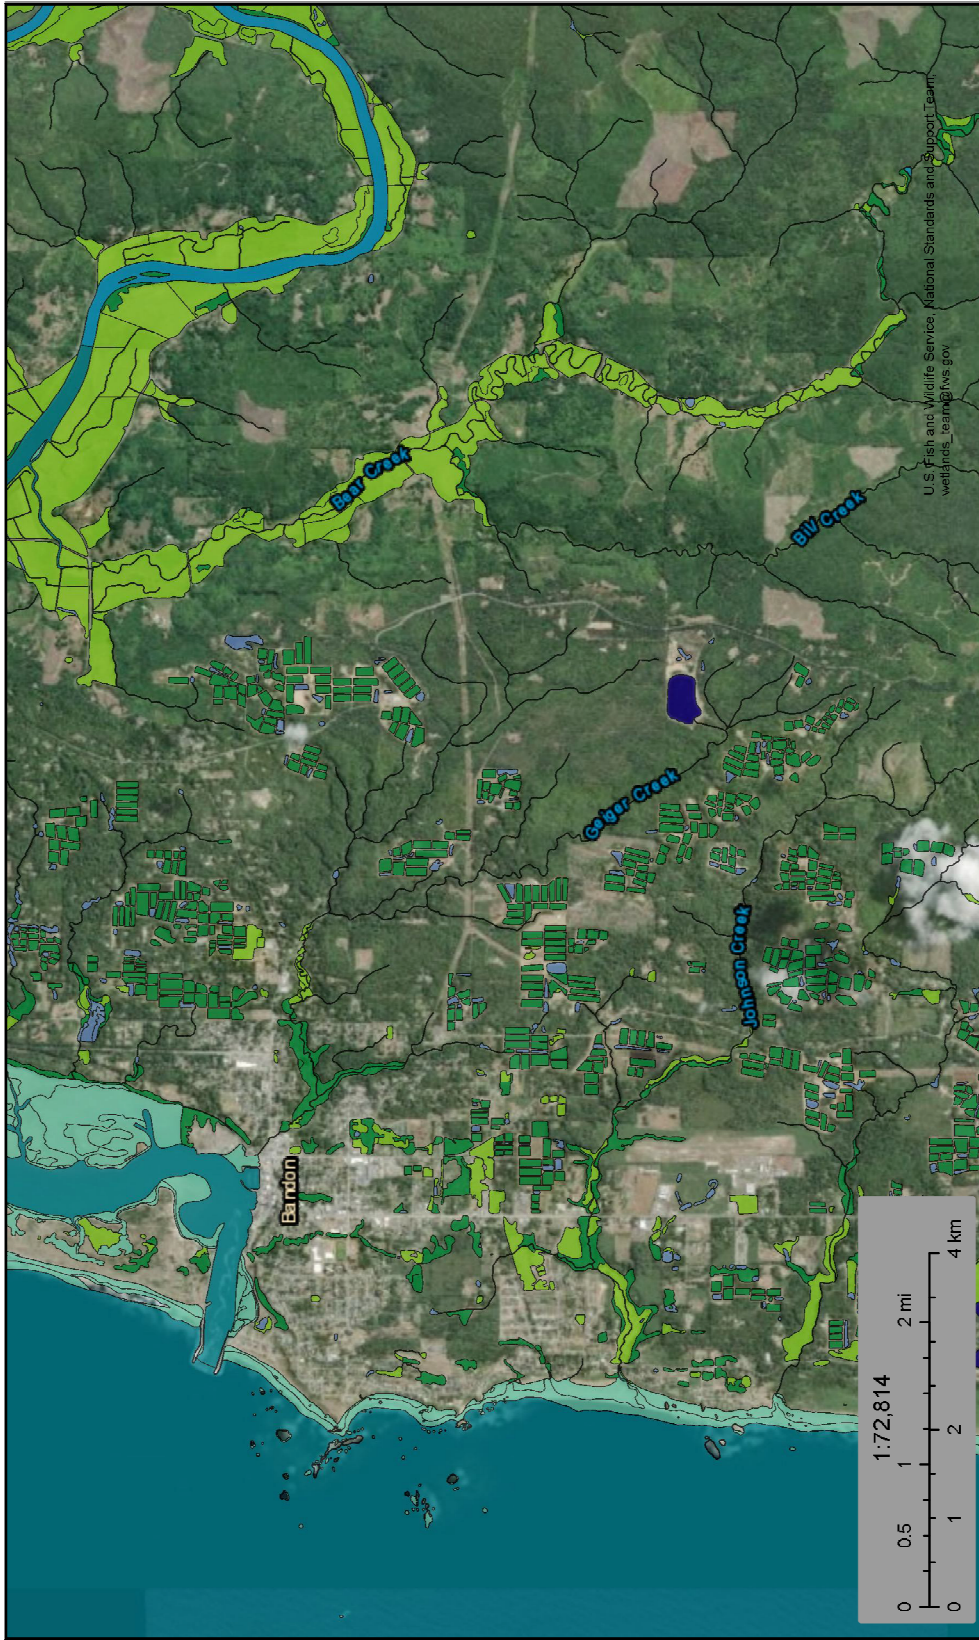 Bear Creek
Bill Creek
Geiger Creek
Johnson Creek
Bandon
U.S. Fish and Wildlife Service, National Standards and Support Team,
wetlands_team@fws.gov
1:72,814
0 0.5 1 2 mi
0 1 2 4 km